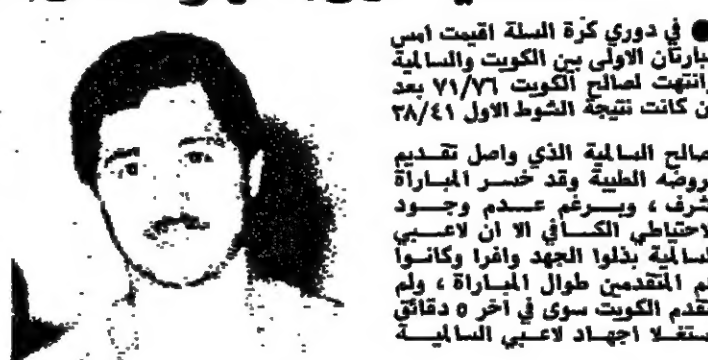 ● في دوري كرة السلة اقيمت امس
مبارتان الاولى بين الكويت والسالمية
وانتهت لصالح الكويت ٧١/٧٦ بعد
ان كانت نتيجة الشوط الاول ٢٨/٤١
لصالح السالمية الذي واصل تقديم
عروضه الطيبة وقد خسر المباراة
بشرف ، وبرغم عدم وجود
الاحتياطي الكافي الا ان لاعبي
السالمية بذلوا الجهد وافرا وكانوا
هم المتقدمين طوال المباراة ، ولم
يتقدم الكويت سوى في آخر ٥ دقائق
مستغلا اجهاد لاعبي السالمية